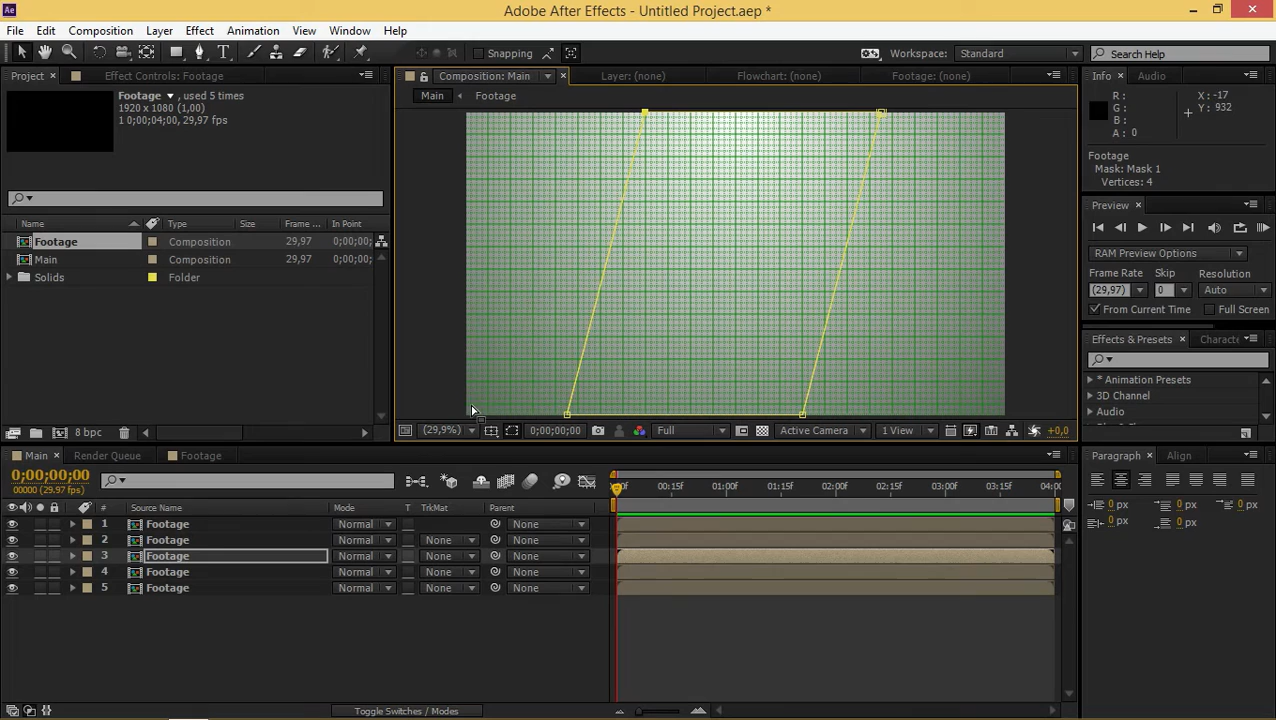 Ae Adobe After Effects - Untitled Project.aep *
File Edit Composition Layer Effect Animation View Window Help
Snapping Workspace: Standard Search Help
Project Effect Controls: Footage
Footage , used 5 times
1920 x 1080 (1,00)
Δ 0;00;04;00, 29,97 fps
Name Type Size Frame ... In Point
Footage Composition 29,97 0;00;00;
Main Composition 29,97 0;00;00;
Solids Folder
8 bpc
Composition: Main Layer: (none) Flowchart: (none) Footage: (none)
Main Footage
(29,9%) 0;00;00;00 Full Active Camera 1 View +0,0
Info Audio
R : X : -17
G : Y : 932
B :
A : 0
Footage
Mask: Mask 1
Vertices: 4
Preview
RAM Preview Options
Frame Rate Skip Resolution
(29,97) 0 Auto
From Current Time Full Screen
Effects & Presets Characte
* Animation Presets
3D Channel
Audio
Main Render Queue Footage
0;00;00;00
00000 (29.97 fps)
00:15f 01:00f 01:15f 02:00f 02:15f 03:00f 03:15f 04:00
# Source Name Mode T TrkMat Parent
1 Footage Normal None
2 Footage Normal None None
3 Footage Normal None None
4 Footage Normal None None
5 Footage Normal None None
Toggle Switches / Modes
Paragraph Align
0 px 0 px 0 px
0 px 0 px